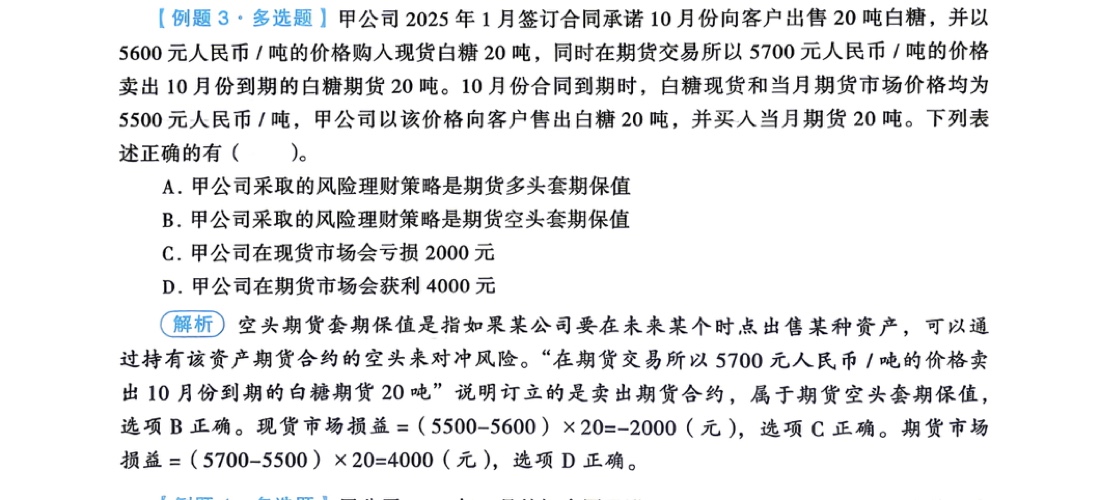 【例题 3 · 多选题】甲公司 2025 年 1 月签订合同承诺 10 月份向客户出售 20 吨白糖，并以
5600 元人民币 / 吨的价格购入现货白糖 20 吨，同时在期货交易所以 5700 元人民币 / 吨的价格
卖出 10 月份到期的白糖期货 20 吨。10 月份合同到期时，白糖现货和当月期货市场价格均为
5500 元人民币 / 吨，甲公司以该价格向客户售出白糖 20 吨，并买入当月期货 20 吨。下列表
述正确的有（　　）。
A. 甲公司采取的风险理财策略是期货多头套期保值
B. 甲公司采取的风险理财策略是期货空头套期保值
C. 甲公司在现货市场会亏损 2000 元
D. 甲公司在期货市场会获利 4000 元
解析 空头期货套期保值是指如果某公司要在未来某个时点出售某种资产，可以通
过持有该资产期货合约的空头来对冲风险。“在期货交易所以 5700 元人民币 / 吨的价格卖
出 10 月份到期的白糖期货 20 吨”说明订立的是卖出期货合约，属于期货空头套期保值，
选项 B 正确。现货市场损益 =（5500–5600）×20=–2000（元），选项 C 正确。期货市场
损益 =（5700–5500）×20=4000（元），选项 D 正确。